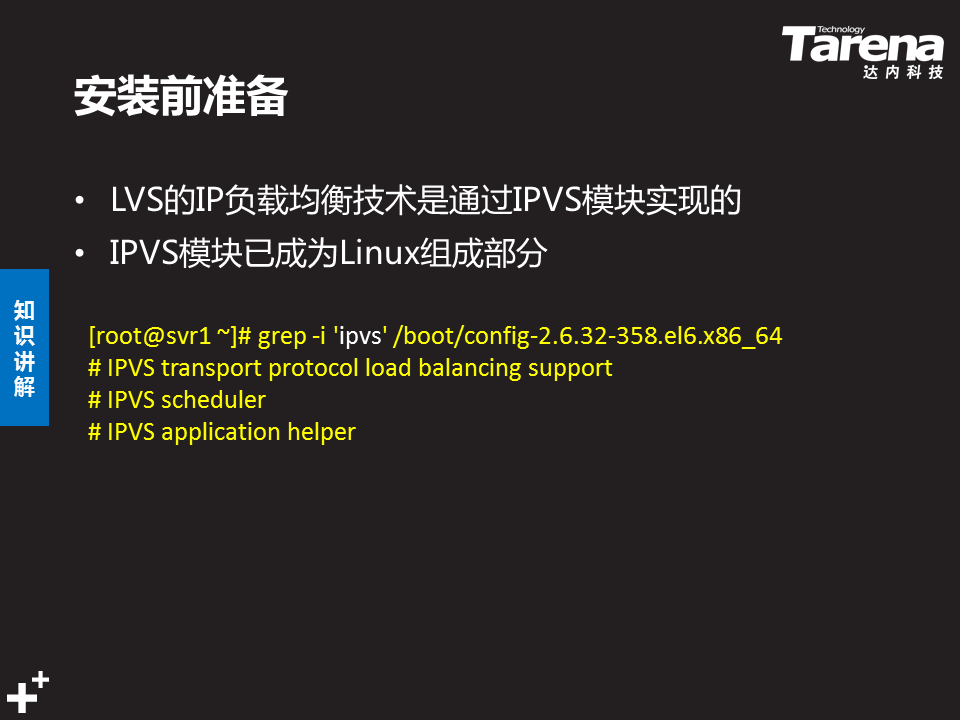 Technology
Tarena
达内科技
安装前准备
• LVS的IP负载均衡技术是通过IPVS模块实现的
• IPVS模块已成为Linux组成部分
知识讲解
[root@svr1 ~]# grep -i 'ipvs' /boot/config-2.6.32-358.el6.x86_64
# IPVS transport protocol load balancing support
# IPVS scheduler
# IPVS application helper